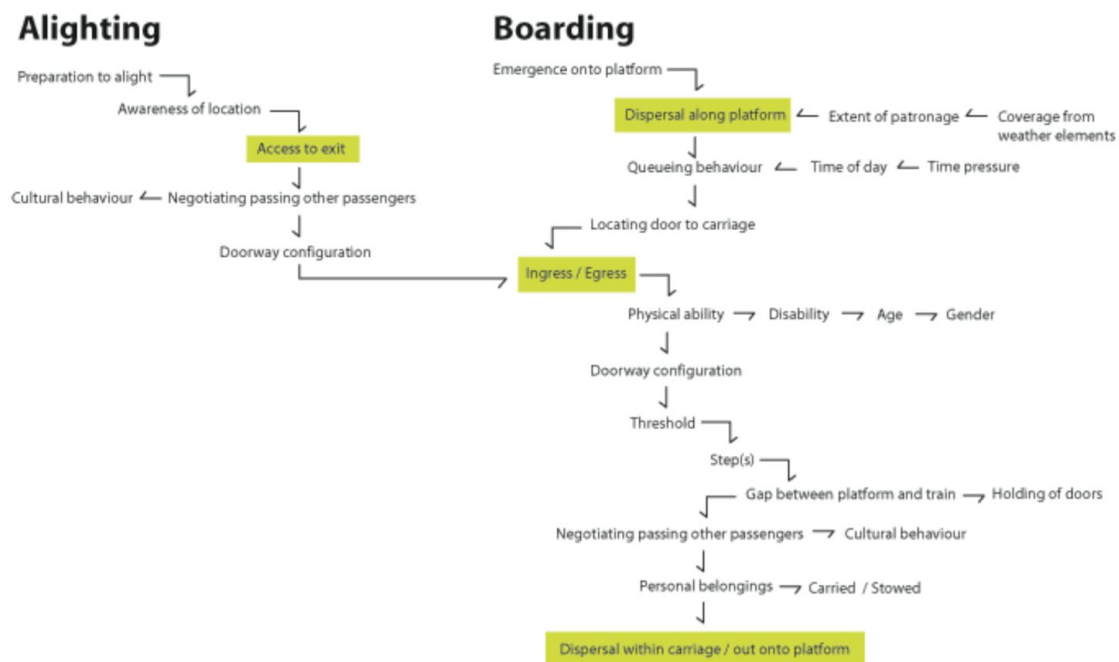 Alighting
Preparation to alight
Awareness of location
Access to exit
Cultural behaviour
Negotiating passing other passengers
Doorway configuration
Boarding
Emergence onto platform
Dispersal along platform
Extent of patronage
Coverage from
weather elements
Queueing behaviour
Time of day
Time pressure
Locating door to carriage
Ingress / Egress
Physical ability
Disability
Age
Gender
Doorway configuration
Threshold
Step(s)
Gap between platform and train
Holding of doors
Negotiating passing other passengers
Cultural behaviour
Personal belongings
Carried / Stowed
Dispersal within carriage / out onto platform